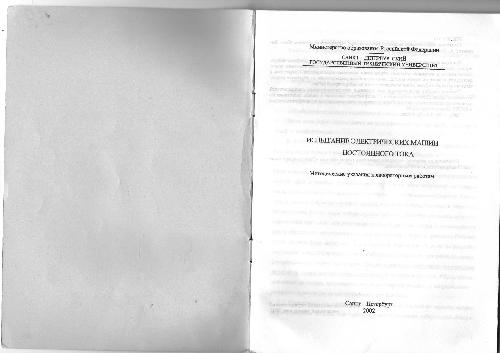 Министерство образования Российской Федерации
САНКТ - ПЕТЕРБУРГСКИЙ
ГОСУДАРСТВЕННЫЙ ТЕХНИЧЕСКИЙ УНИВЕРСИТЕТ
ИСПЫТАНИЕ ЭЛЕКТРИЧЕСКИХ МАШИН
ПОСТОЯННОГО ТОКА
Методические указания к лабораторным работам
Санкт - Петербург
2002